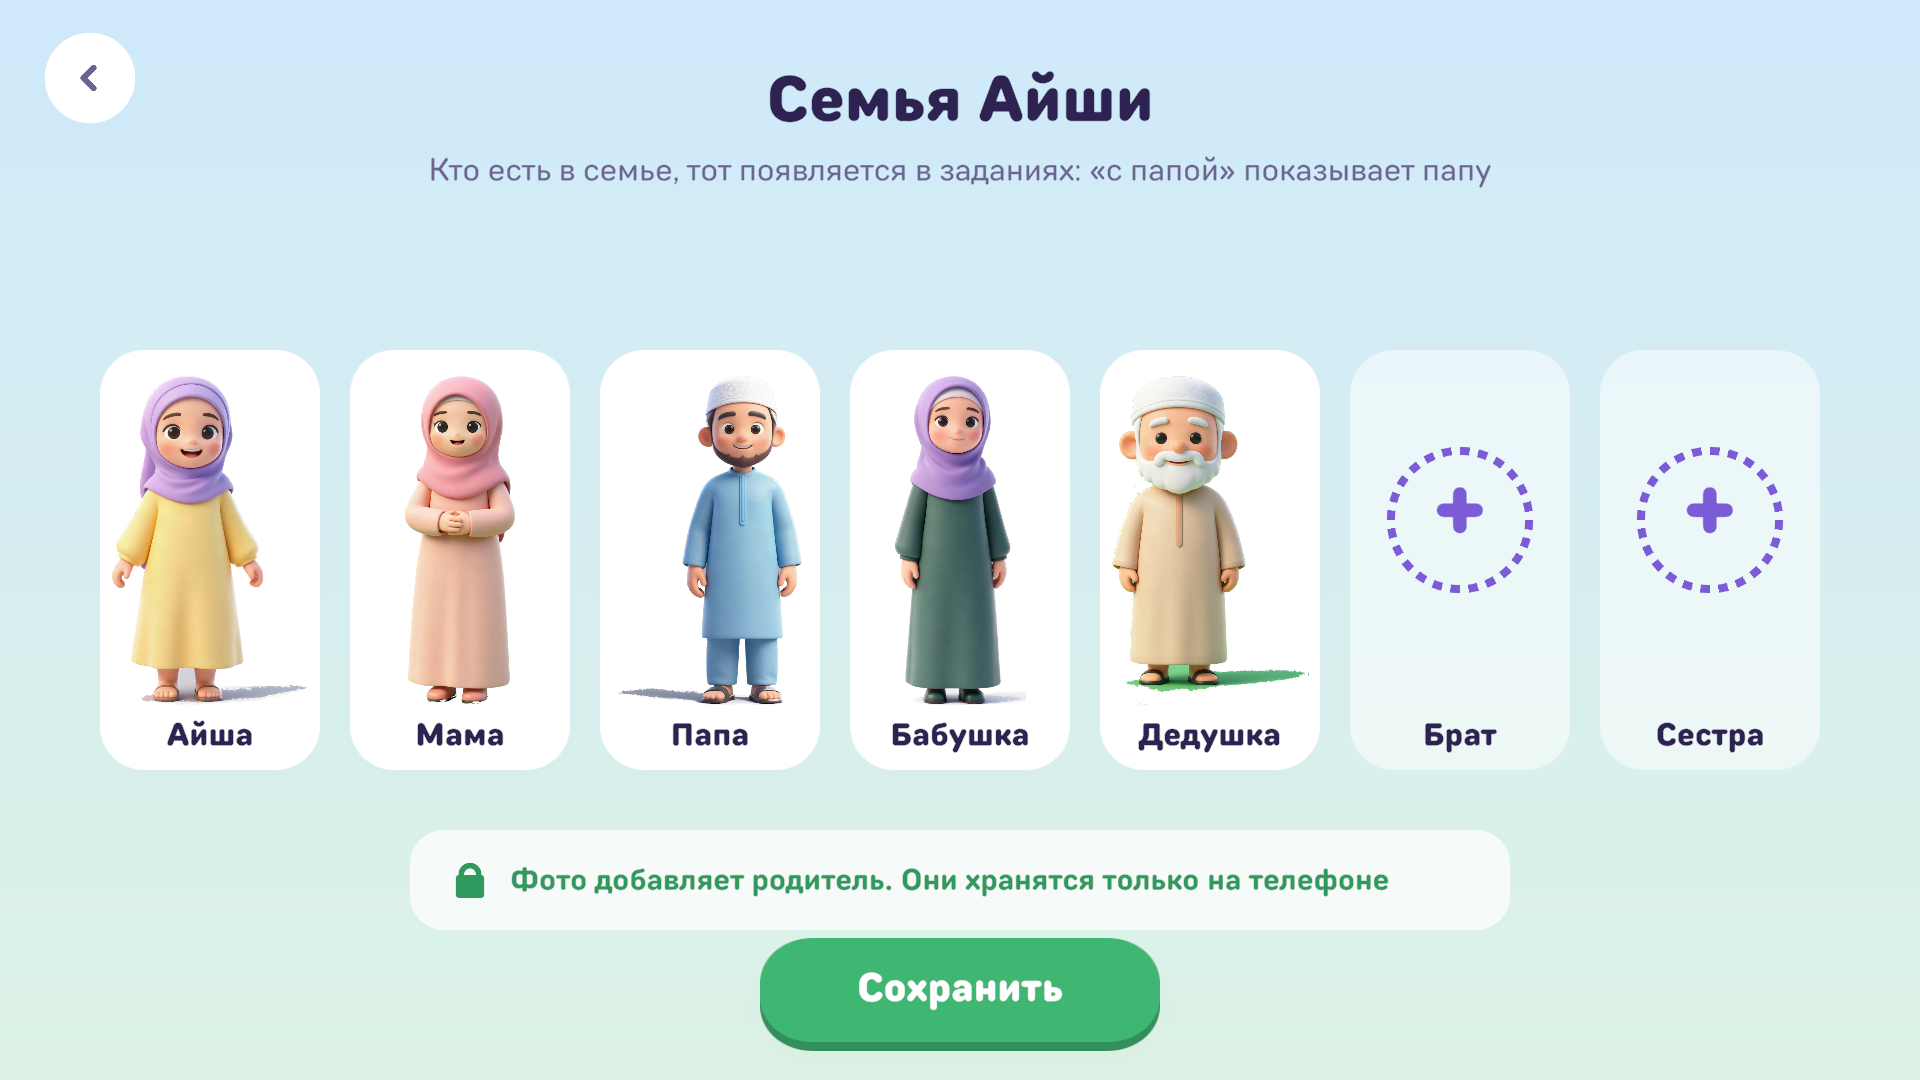 Семья Айши
Кто есть в семье, тот появляется в заданиях: «с папой» показывает папу
Айша
Мама
Папа
Бабушка
Дедушка
Брат
Сестра
Фото добавляет родитель. Они хранятся только на телефоне
Сохранить